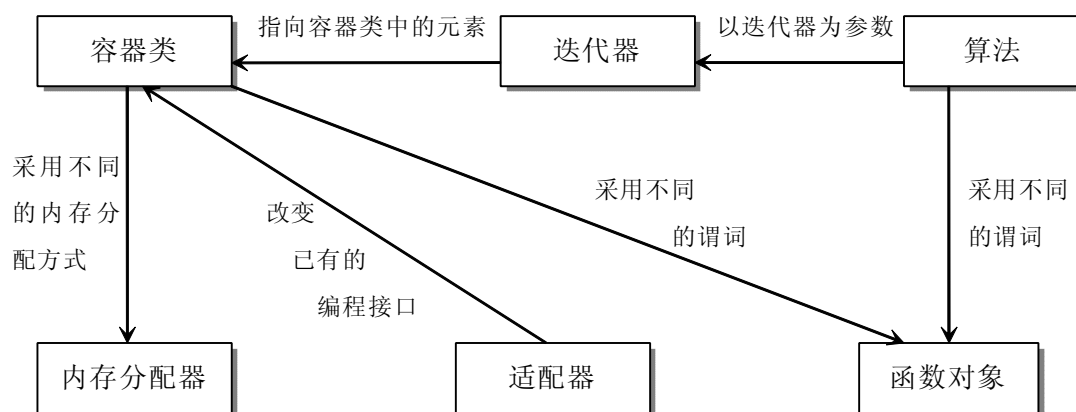 指向容器类中的元素
以迭代器为参数
容器类
迭代器
算法
采用不同
的内存分
配方式
改变
已有的
编程接口
采用不同
的谓词
采用不同
的谓词
内存分配器
适配器
函数对象